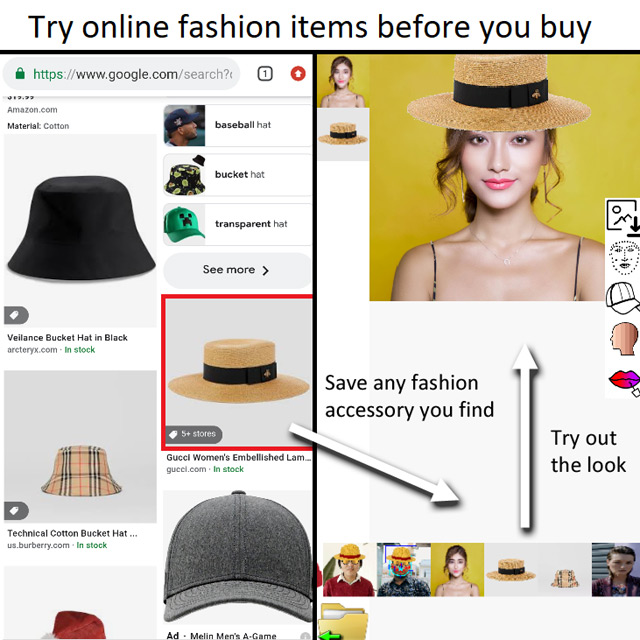 Try online fashion items before you buy
https://www.google.com/search?
1
$19.99
Amazon.com
Material: Cotton
baseball hat
bucket hat
transparent hat
See more
Veilance Bucket Hat in Black
arcteryx.com · In stock
5+ stores
Gucci Women's Embellished Lam...
gucci.com · In stock
Technical Cotton Bucket Hat ...
us.burberry.com · In stock
Ad · Melin Men's A-Game
Save any fashion
accessory you find
Try out
the look